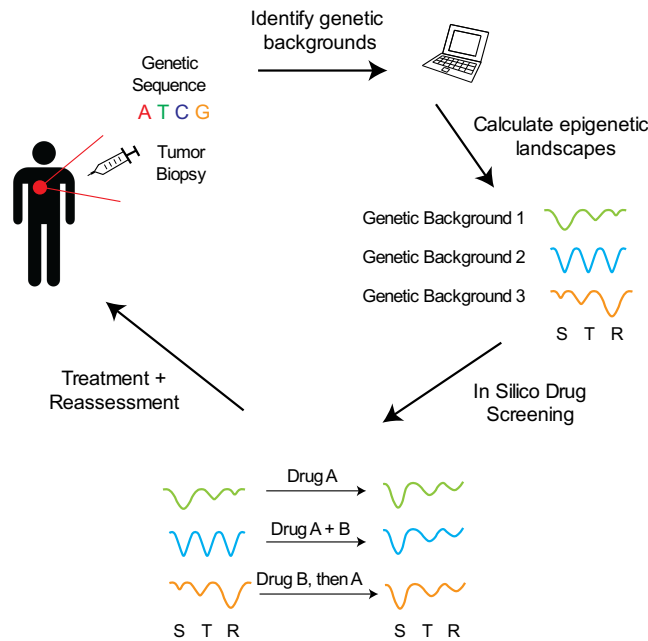 Identify genetic
backgrounds
Genetic
Sequence
A T C G
Tumor
Biopsy
Calculate epigenetic
landscapes
Genetic Background 1
Genetic Background 2
Genetic Background 3
S T R
In Silico Drug
Screening
Treatment +
Reassessment
Drug A
Drug A + B
Drug B, then A
S T R
S T R